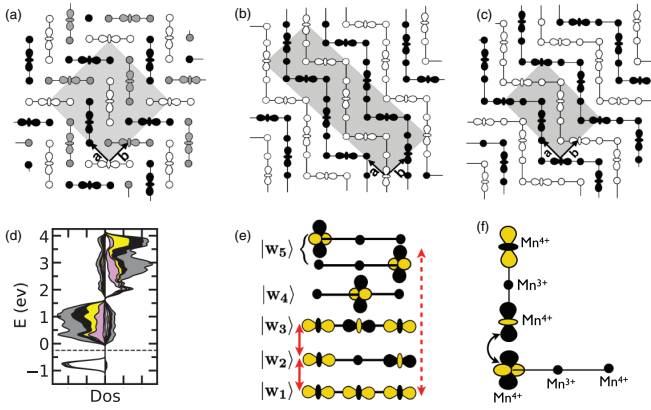 (a)
a b
(b)
a b
(c)
a b
(d)
E (ev)
4
3
2
1
0
−1
Dos
(e)
|w₅⟩
|w₄⟩
|w₃⟩
|w₂⟩
|w₁⟩
(f)
Mn⁴⁺
Mn³⁺
Mn⁴⁺
Mn⁴⁺ Mn³⁺ Mn⁴⁺